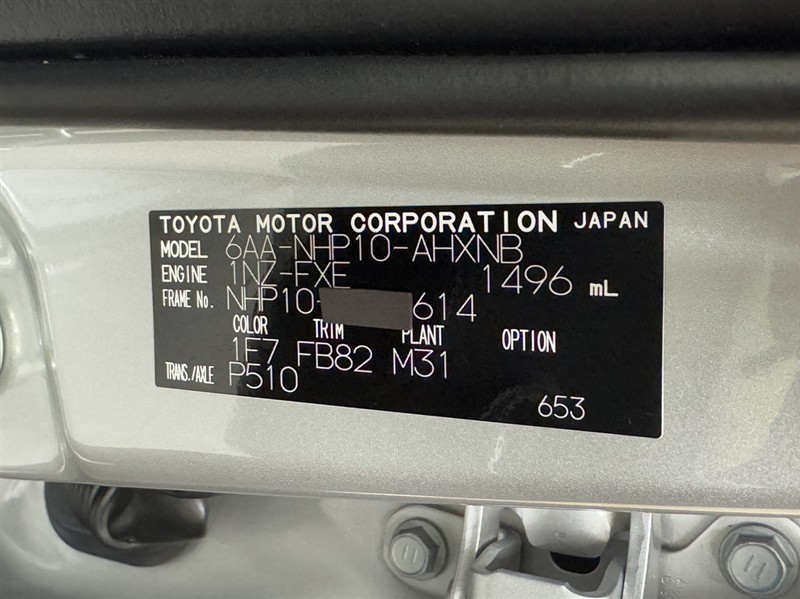 TOYOTA MOTOR CORPORATION JAPAN
MODEL 6AA-NHP10-AHXNB
ENGINE 1NZ-FXE 1496 mL
FRAME No. NHP10- 614
COLOR TRIM PLANT OPTION
1F7 FB82 M31
TRANS./AXLE P510
653